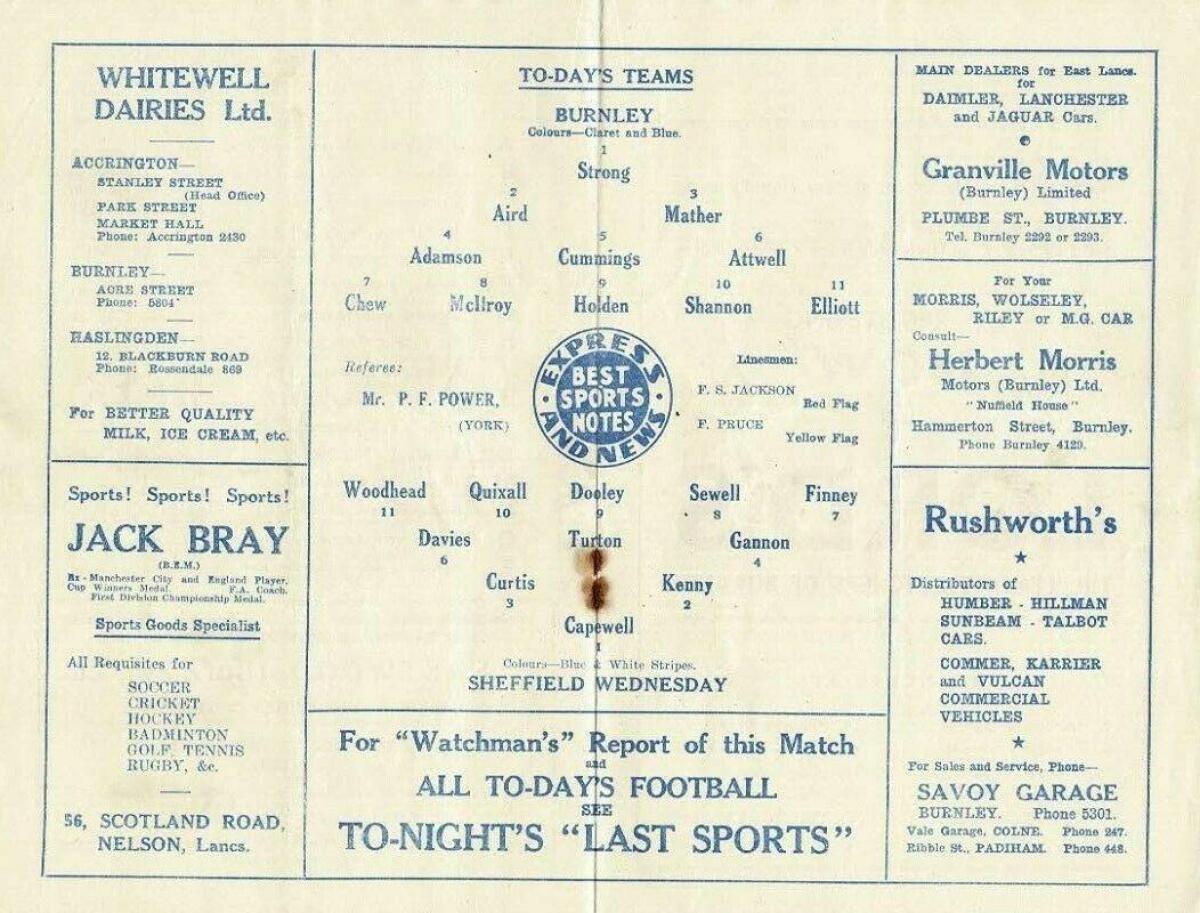 WHITEWELL
DAIRIES Ltd.
ACCRINGTON—
STANLEY STREET
(Head Office)
PARK STREET
MARKET HALL
Phone: Accrington 2430
BURNLEY—
ACRE STREET
Phone: 5804
HASLINGDEN—
12, BLACKBURN ROAD
Phone: Rossendale 869
For BETTER QUALITY
MILK, ICE CREAM, etc.
Sports! Sports! Sports!
JACK BRAY
(B.E.M.)
Ex-Manchester City and England Player.
Cup Winners Medal. F.A. Coach.
First Division Championship Medal.
Sports Goods Specialist
All Requisites for
SOCCER
CRICKET
HOCKEY
BADMINTON
GOLF, TENNIS
RUGBY, &c.
56, SCOTLAND ROAD,
NELSON, Lancs.
TO-DAY'S TEAMS
BURNLEY
Colours—Claret and Blue.
1
Strong
2 3
Aird Mather
4 5 6
Adamson Cummings Attwell
7 8 9 10 11
Chew McIlroy Holden Shannon Elliott
Referee:
Mr. P. F. POWER,
(YORK)
EXPRESS
BEST
SPORTS
NOTES
AND NEWS
Linesmen:
F. S. JACKSON
Red Flag
F. PRUCE
Yellow Flag
Woodhead Quixall Dooley Sewell Finney
11 10 9 8 7
Davies Turton Gannon
6 4
Curtis Kenny
3 2
Capewell
1
Colours—Blue & White Stripes.
SHEFFIELD WEDNESDAY
For "Watchman's" Report of this Match
and
ALL TO-DAY'S FOOTBALL
SEE
TO-NIGHT'S "LAST SPORTS"
MAIN DEALERS for East Lancs.
for
DAIMLER, LANCHESTER
and JAGUAR Cars.
Granville Motors
(Burnley) Limited
PLUMBE ST., BURNLEY.
Tel. Burnley 2292 or 2293.
For Your
MORRIS, WOLSELEY,
RILEY or M.G. CAR
Consult—
Herbert Morris
Motors (Burnley) Ltd.
"Nuffield House"
Hammerton Street, Burnley.
Phone Burnley 4129.
Rushworth's
Distributors of
HUMBER - HILLMAN
SUNBEAM - TALBOT
CARS.
COMMER, KARRIER
and VULCAN
COMMERCIAL
VEHICLES
For Sales and Service, Phone—
SAVOY GARAGE
BURNLEY. Phone 5301.
Vale Garage, COLNE. Phone 247.
Ribble St., PADIHAM. Phone 448.